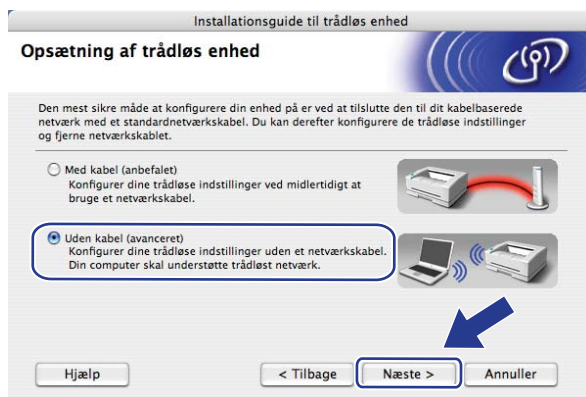 Installationsguide til trådløs enhed
Opsætning af trådløs enhed
Den mest sikre måde at konfigurere din enhed på er ved at tilslutte den til dit kabelbaserede
netværk med et standardnetværkskabel. Du kan derefter konfigurere de trådløse indstillinger
og fjerne netværkskablet.
Med kabel (anbefalet)
Konfigurer dine trådløse indstillinger ved midlertidigt at
bruge et netværkskabel.
Uden kabel (avanceret)
Konfigurer dine trådløse indstillinger uden et netværkskabel.
Din computer skal understøtte trådløst netværk.
Hjælp
< Tilbage
Næste >
Annuller